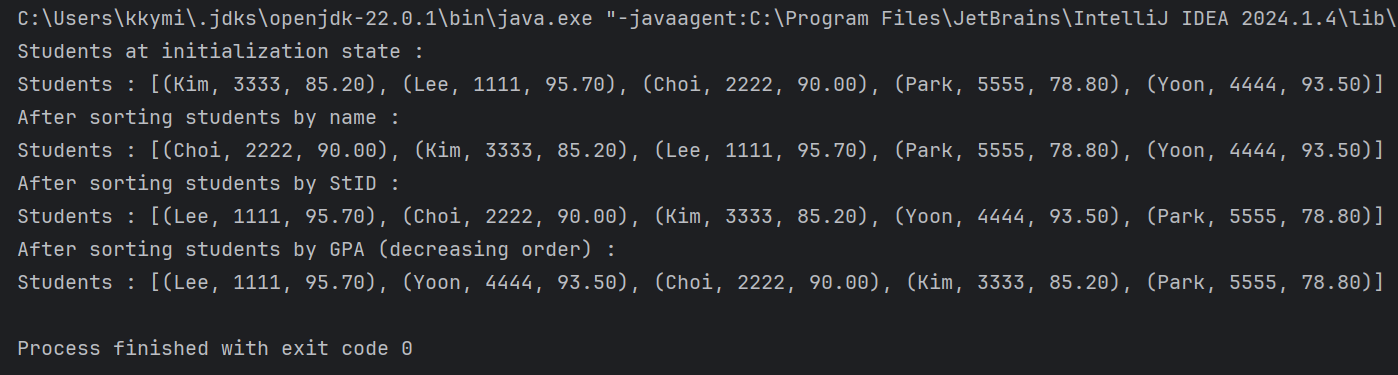 C:\Users\kkymi\.jdks\openjdk-22.0.1\bin\java.exe "-javaagent:C:\Program Files\JetBrains\IntelliJ IDEA 2024.1.4\lib\
Students at initialization state :
Students : [(Kim, 3333, 85.20), (Lee, 1111, 95.70), (Choi, 2222, 90.00), (Park, 5555, 78.80), (Yoon, 4444, 93.50)]
After sorting students by name :
Students : [(Choi, 2222, 90.00), (Kim, 3333, 85.20), (Lee, 1111, 95.70), (Park, 5555, 78.80), (Yoon, 4444, 93.50)]
After sorting students by StID :
Students : [(Lee, 1111, 95.70), (Choi, 2222, 90.00), (Kim, 3333, 85.20), (Yoon, 4444, 93.50), (Park, 5555, 78.80)]
After sorting students by GPA (decreasing order) :
Students : [(Lee, 1111, 95.70), (Yoon, 4444, 93.50), (Choi, 2222, 90.00), (Kim, 3333, 85.20), (Park, 5555, 78.80)]
Process finished with exit code 0